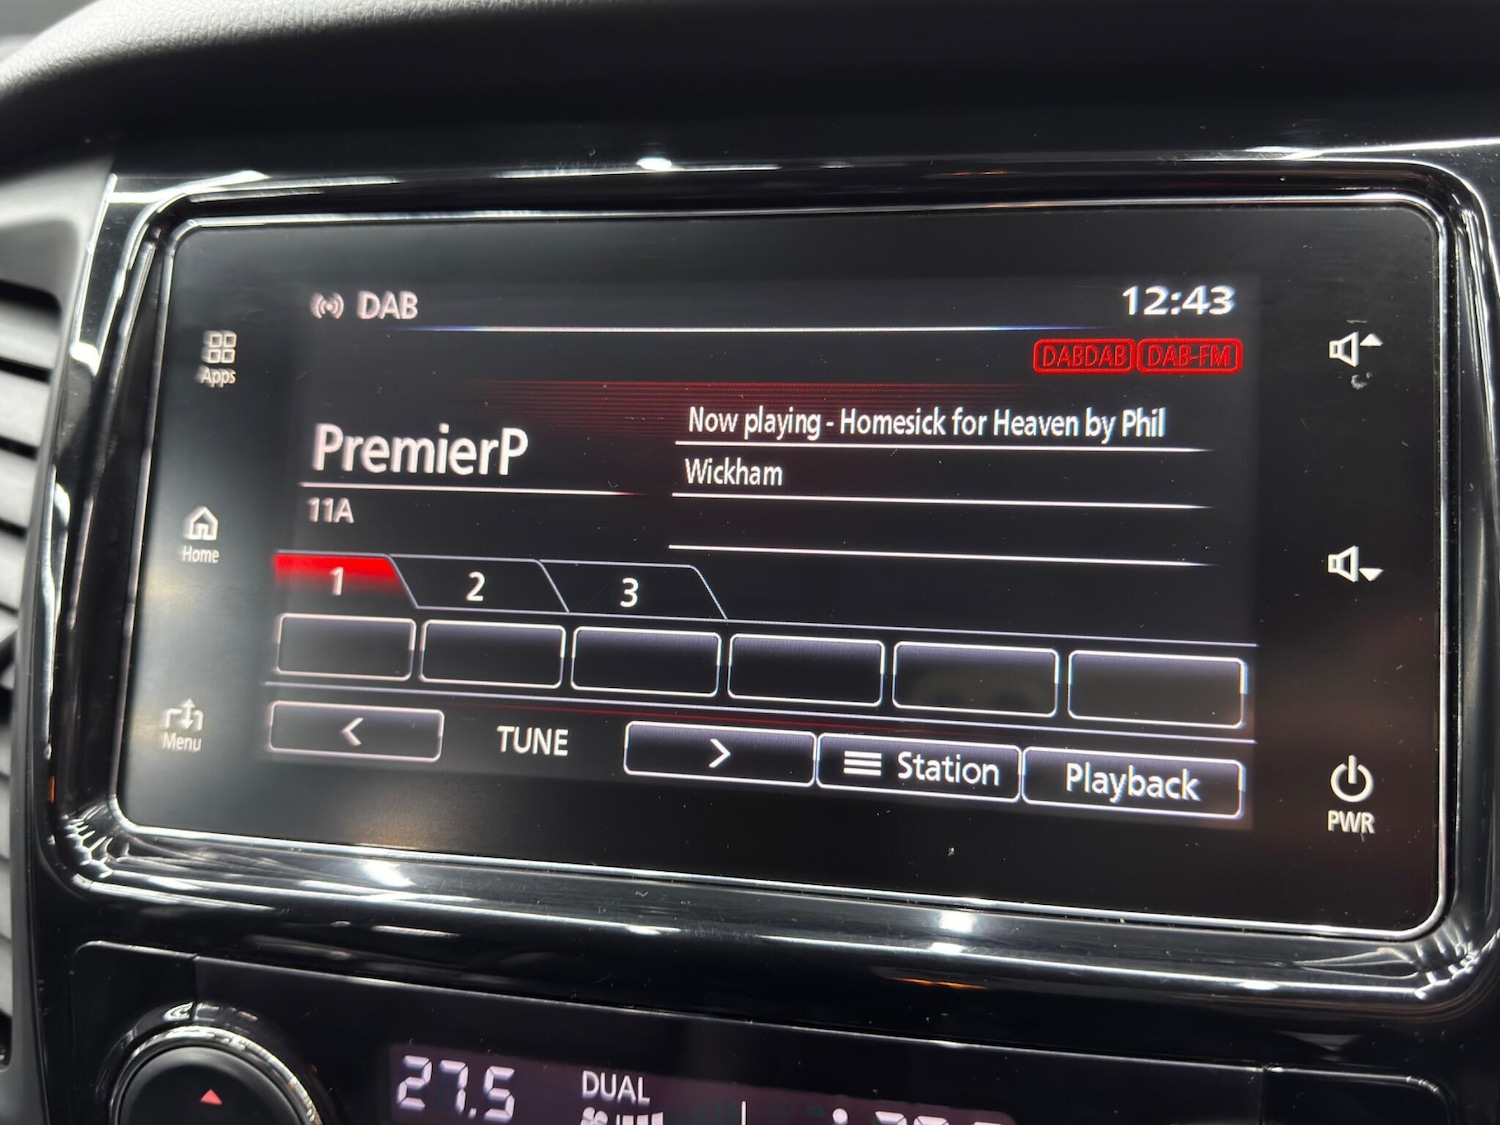 DAB
12:43
DABDAB DAB-FM
Apps
PremierP
Now playing - Homesick for Heaven by Phil
Wickham
11A
Home
1 2 3
Menu
< TUNE > Station Playback
PWR
27.5 DUAL